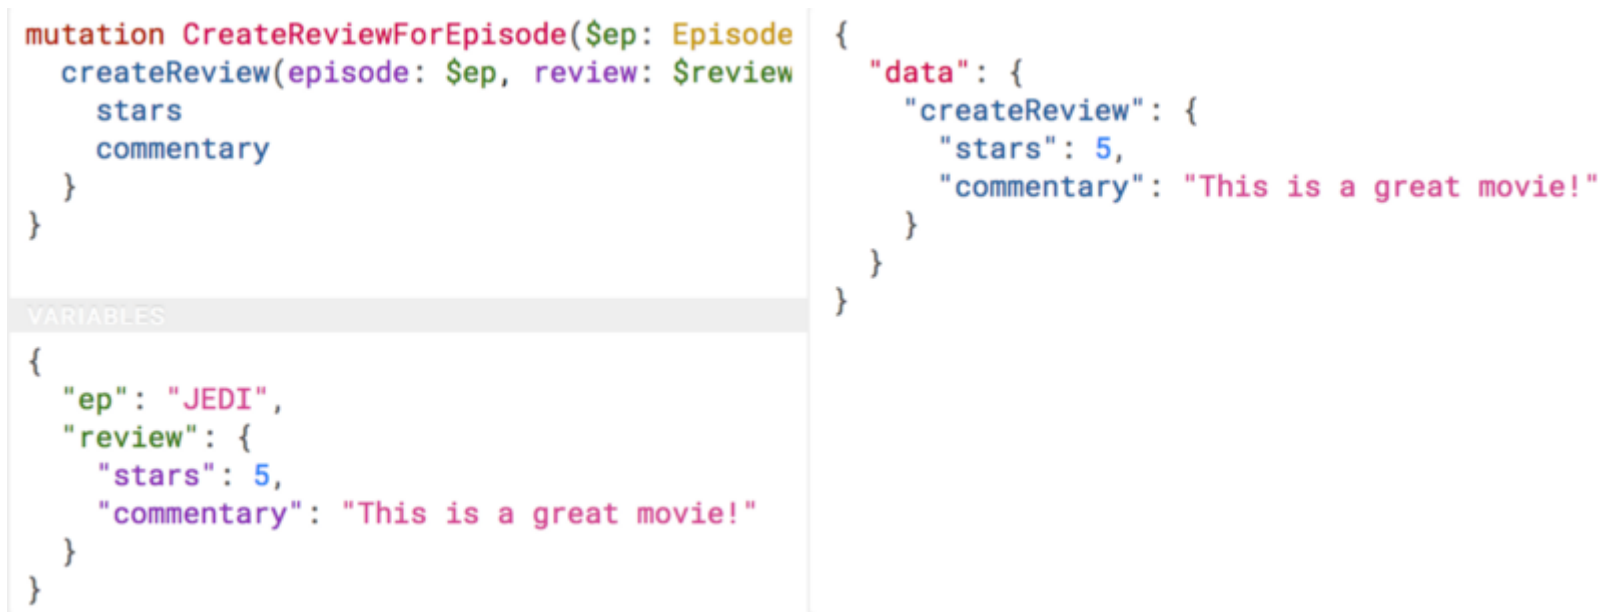 mutation CreateReviewForEpisode($ep: Episode
  createReview(episode: $ep, review: $review
    stars
    commentary
  }
}
VARIABLES
{
  "ep": "JEDI",
  "review": {
    "stars": 5,
    "commentary": "This is a great movie!"
  }
}
{
  "data": {
    "createReview": {
      "stars": 5,
      "commentary": "This is a great movie!"
    }
  }
}